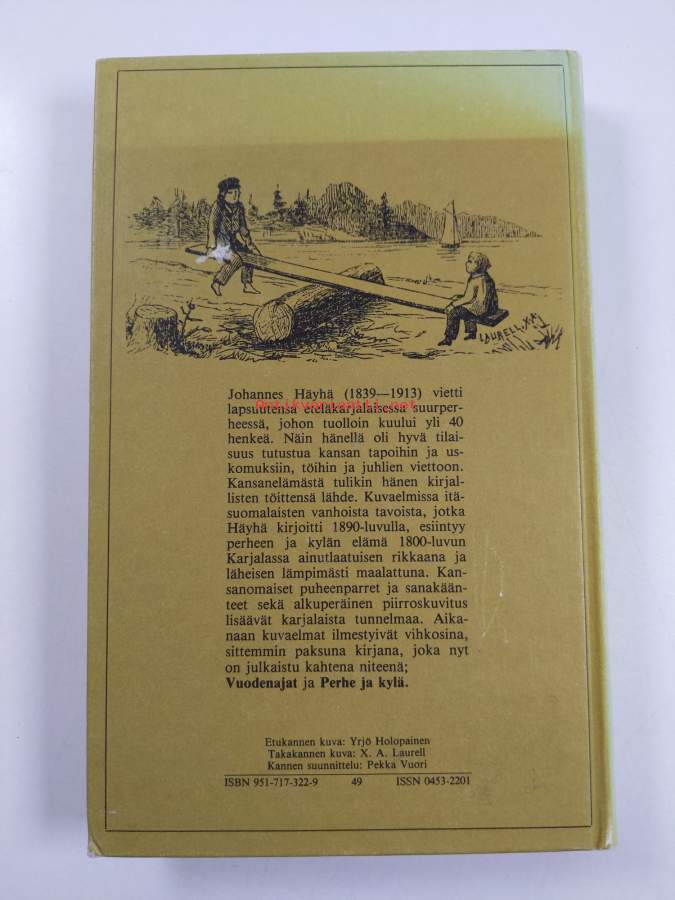 LAURELL. X.A.
Johannes Häyhä (1839—1913) vietti
lapsuutensa eteläkarjalaisessa suurper-
Antikvariaatti.net
heessä, johon tuolloin kuului yli 40
henkeä. Näin hänellä oli hyvä tilai-
suus tutustua kansan tapoihin ja us-
komuksiin, töihin ja juhlien viettoon.
Kansanelämästä tulikin hänen kirjal-
listen töittensä lähde. Kuvaelmissa itä-
suomalaisten vanhoista tavoista, jotka
Häyhä kirjoitti 1890-luvulla, esiintyy
perheen ja kylän elämä 1800-luvun
Karjalassa ainutlaatuisen rikkaana ja
läheisen lämpimästi maalattuna. Kan-
sanomaiset puheenparret ja sanakään-
teet sekä alkuperäinen piirroskuvitus
lisäävät karjalaista tunnelmaa. Aika-
naan kuvaelmat ilmestyivät vihkosina,
sittemmin paksuna kirjana, joka nyt
on julkaistu kahtena niteenä;
Vuodenajat ja Perhe ja kylä.
Etukannen kuva: Yrjö Holopainen
Takakannen kuva: X. A. Laurell
Kannen suunnittelu: Pekka Vuori
ISBN 951-717-322-9 49 ISSN 0453-2201